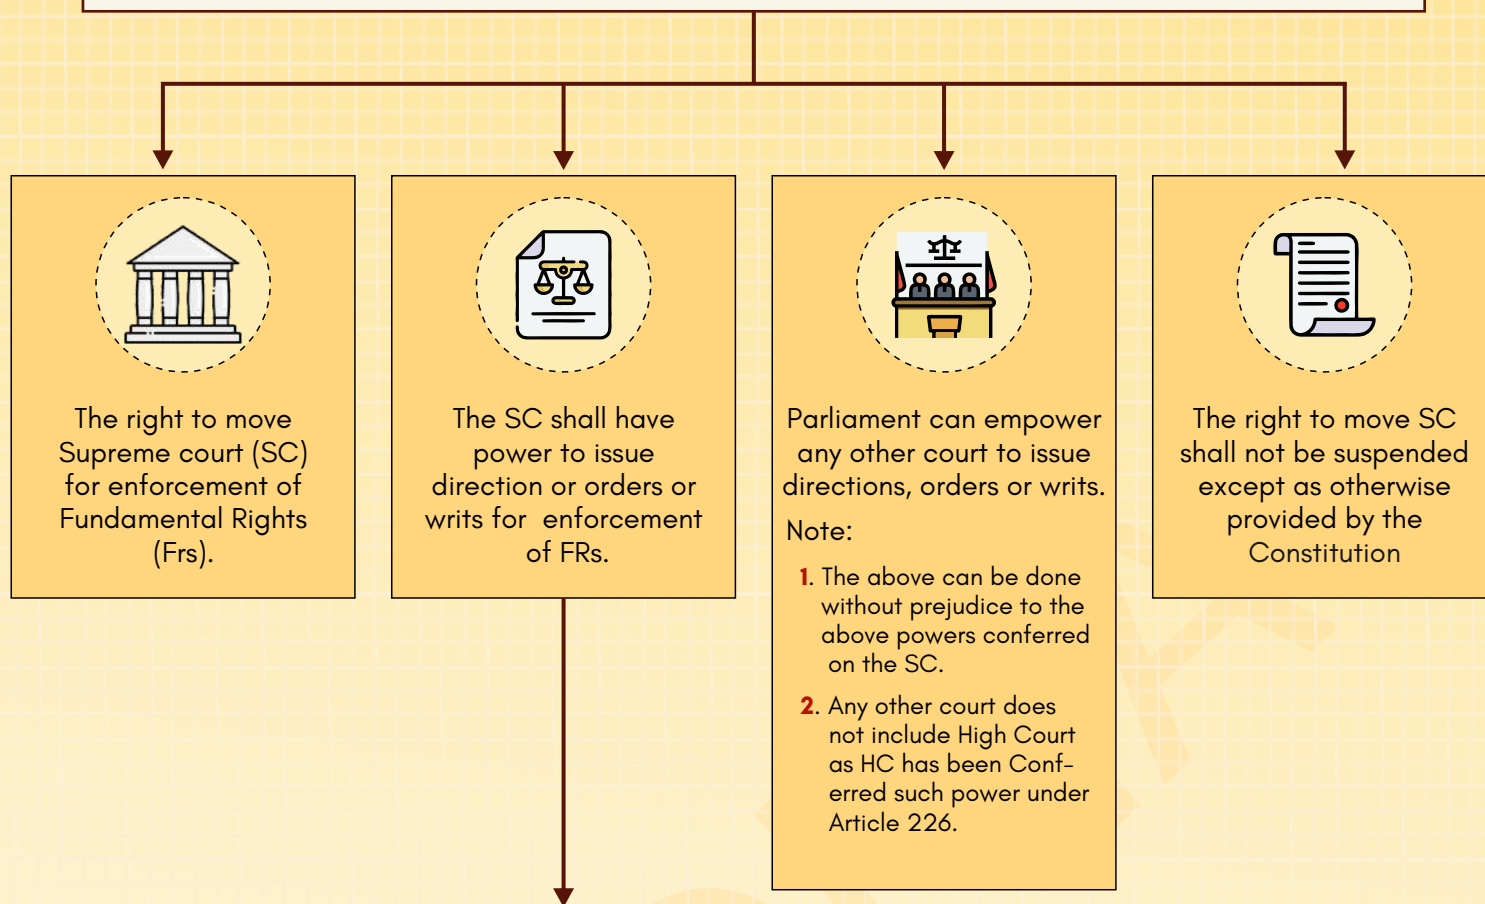 The right to move
Supreme court (SC)
for enforcement of
Fundamental Rights
(Frs).
The SC shall have
power to issue
direction or orders or
writs for enforcement
of FRs.
Parliament can empower
any other court to issue
directions, orders or writs.
Note:
1. The above can be done
without prejudice to the
above powers conferred
on the SC.
2. Any other court does
not include High Court
as HC has been Conf-
erred such power under
Article 226.
The right to move SC
shall not be suspended
except as otherwise
provided by the
Constitution